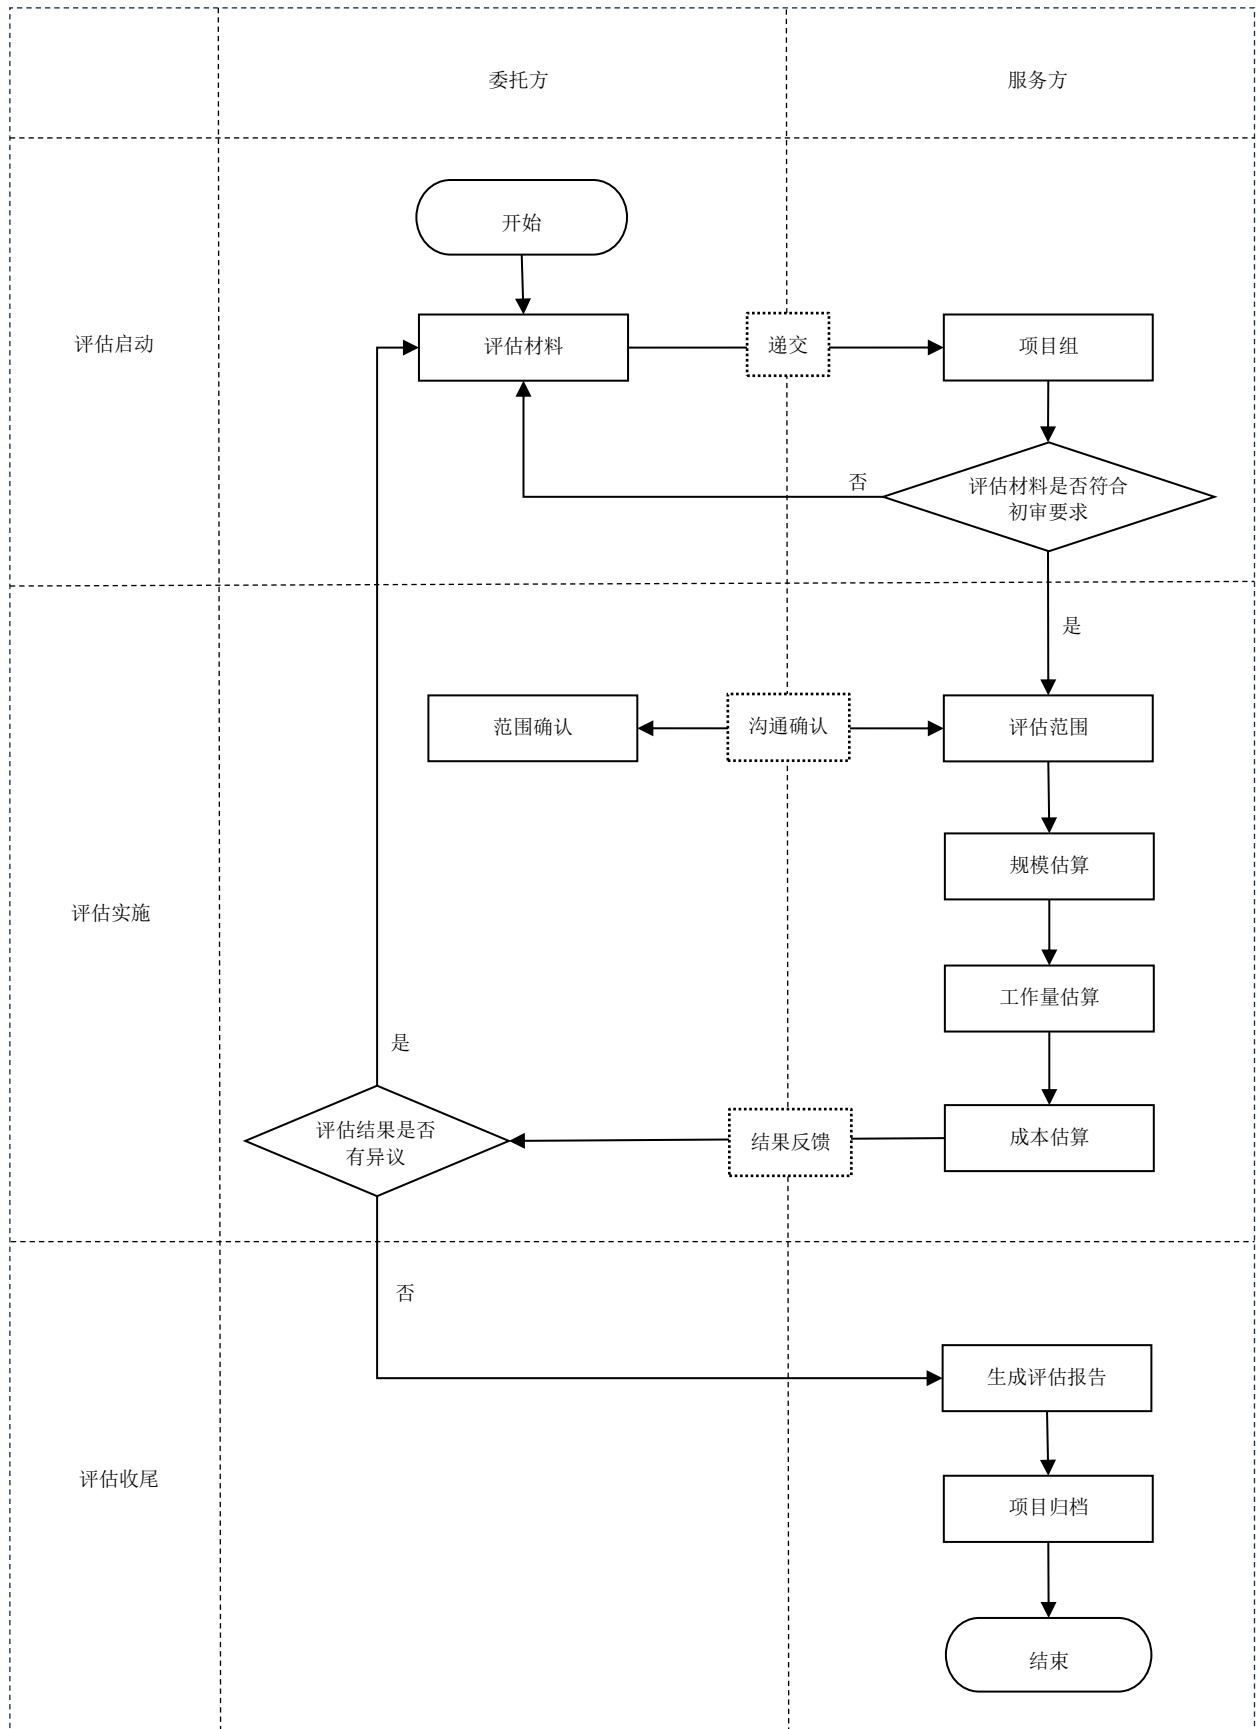 委托方
服务方
开始
评估启动
评估材料
递交
项目组
否
评估材料是否符合
初审要求
是
范围确认
沟通确认
评估范围
规模估算
评估实施
工作量估算
是
评估结果是否
有异议
结果反馈
成本估算
否
生成评估报告
评估收尾
项目归档
结束